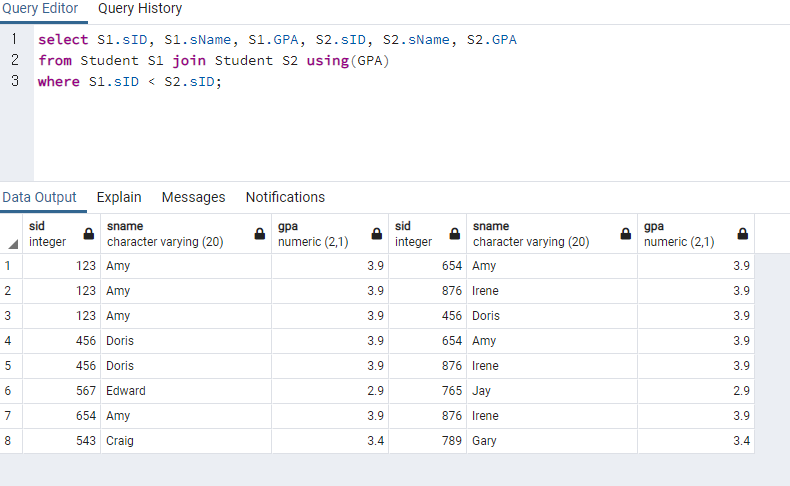 Query Editor Query History
1 select S1.sID, S1.sName, S1.GPA, S2.sID, S2.sName, S2.GPA
2 from Student S1 join Student S2 using(GPA)
3 where S1.sID < S2.sID;
Data Output Explain Messages Notifications
sid sname gpa sid sname gpa
integer character varying (20) numeric (2,1) integer character varying (20) numeric (2,1)
1 123 Amy 3.9 654 Amy 3.9
2 123 Amy 3.9 876 Irene 3.9
3 123 Amy 3.9 456 Doris 3.9
4 456 Doris 3.9 654 Amy 3.9
5 456 Doris 3.9 876 Irene 3.9
6 567 Edward 2.9 765 Jay 2.9
7 654 Amy 3.9 876 Irene 3.9
8 543 Craig 3.4 789 Gary 3.4